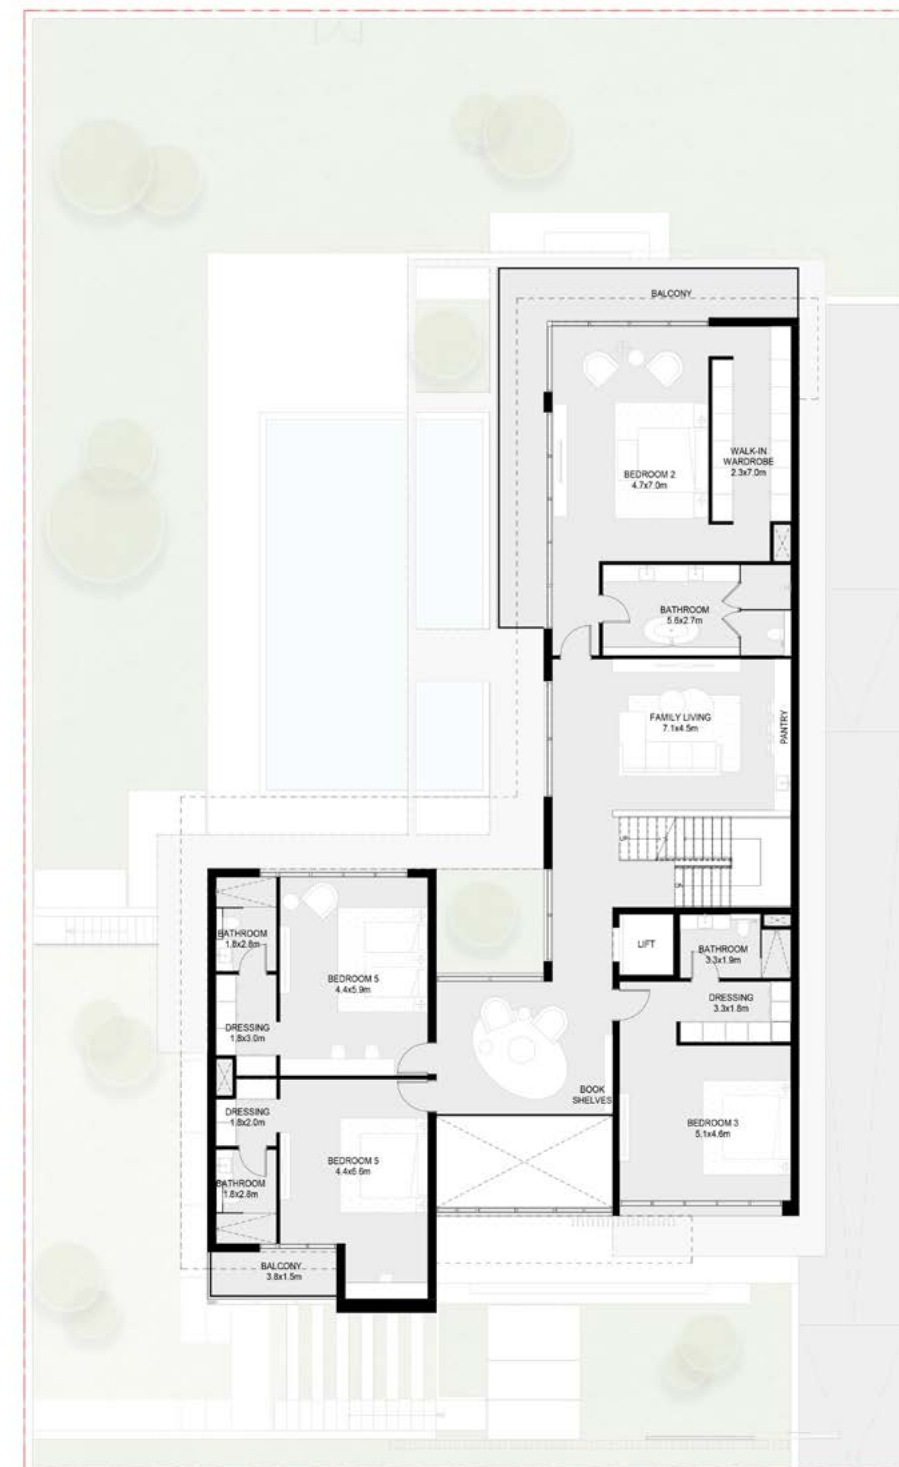 BALCONY
WALK-IN
WARDROBE
2.3x7.0m
BEDROOM 2
4.7x7.0m
BATHROOM
5.6x2.7m
FAMILY LIVING
7.1x4.5m
PANTRY
UP
LIFT
BATHROOM
3.3x1.9m
DRESSING
3.3x1.8m
BATHROOM
1.8x2.8m
BEDROOM 5
4.4x5.9m
DRESSING
1.8x3.0m
BOOK
SHELVES
DRESSING
1.8x2.0m
BEDROOM 3
5.1x4.6m
BEDROOM 5
4.4x5.6m
BATHROOM
1.8x2.8m
BALCONY
3.8x1.5m